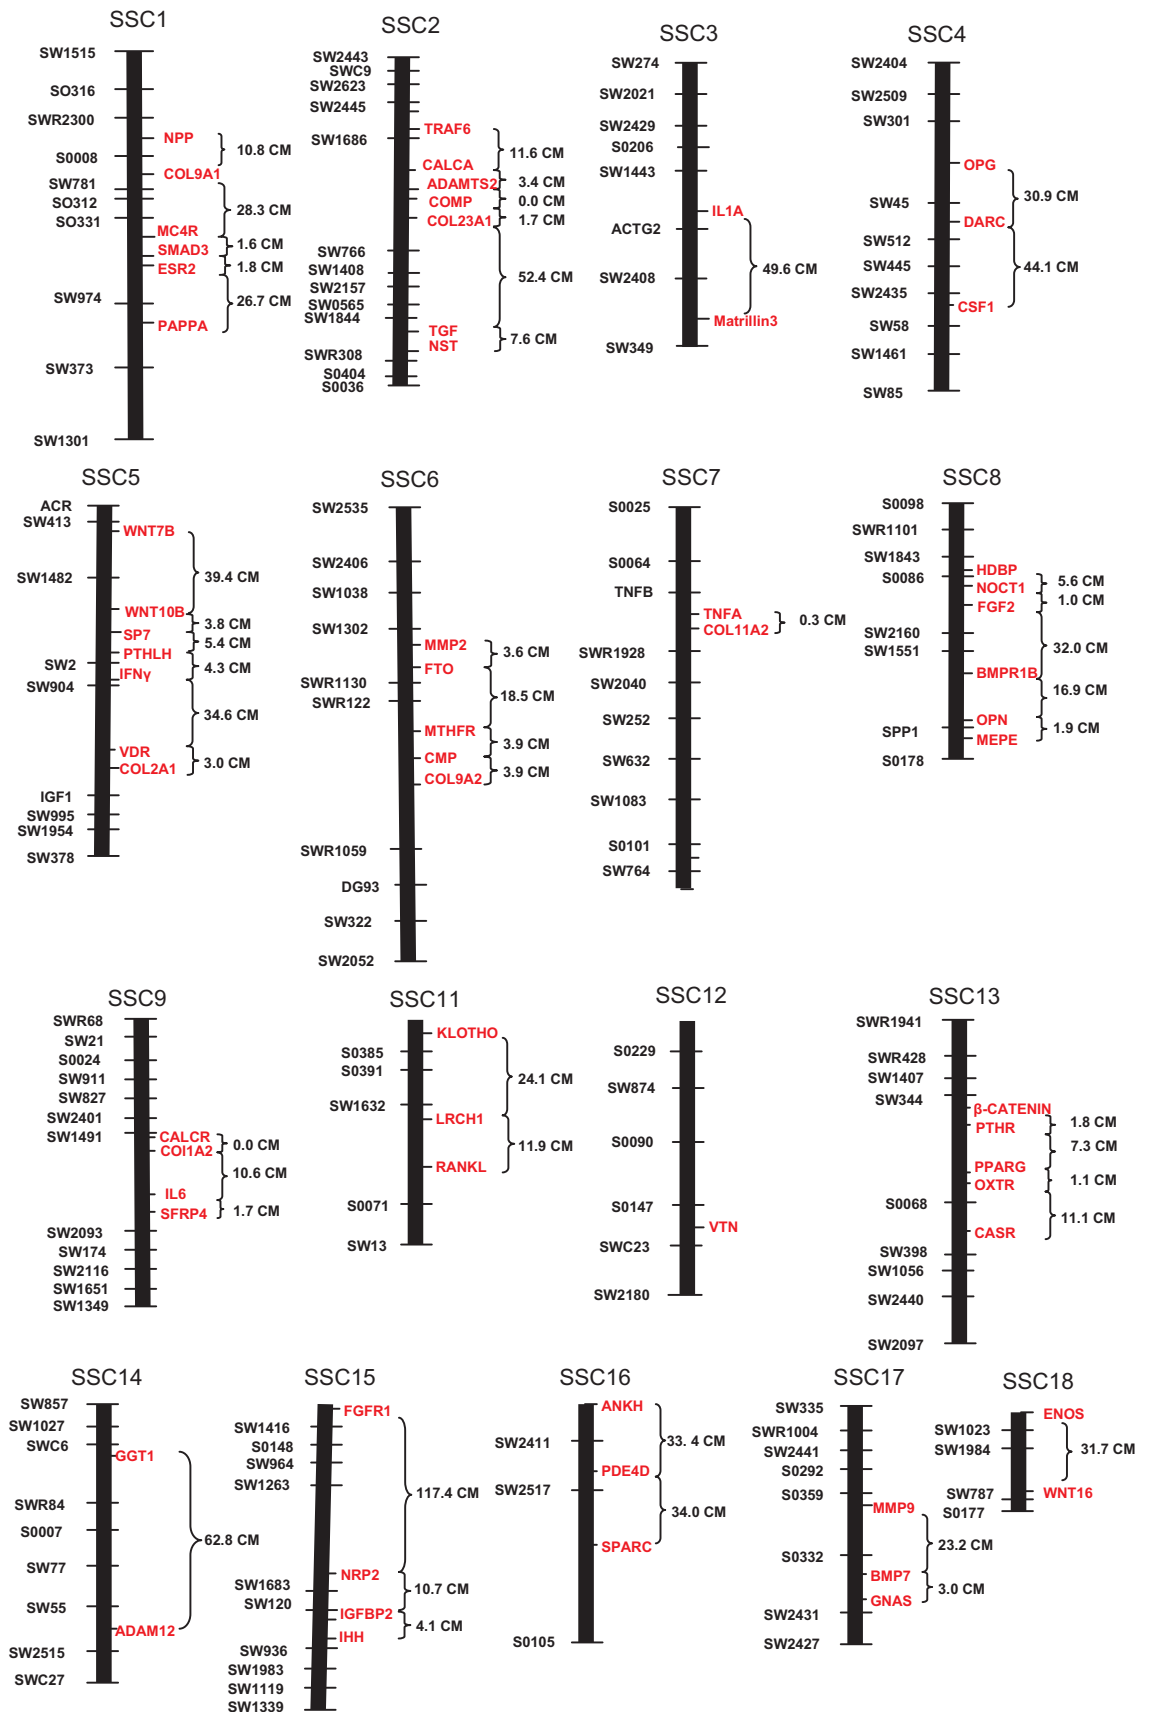 SSC1
SW1515
SO316
SWR2300
NPP
10.8 CM
S0008
COL9A1
SW781
SO312
28.3 CM
SO331
MC4R
1.6 CM
SMAD3
ESR2
1.8 CM
SW974
26.7 CM
PAPPA
SW373
SW1301
SSC2
SW2443
SWC9
SW2623
SW2445
TRAF6
SW1686
11.6 CM
CALCA
ADAMTS2
3.4 CM
COMP
0.0 CM
COL23A1
1.7 CM
SW766
SW1408
52.4 CM
SW2157
SW0565
SW1844
TGF
7.6 CM
NST
SWR308
S0404
S0036
SSC3
SW274
SW2021
SW2429
S0206
SW1443
IL1A
ACTG2
49.6 CM
SW2408
Matrillin3
SW349
SSC4
SW2404
SW2509
SW301
OPG
30.9 CM
SW45
DARC
SW512
SW445
44.1 CM
SW2435
CSF1
SW58
SW1461
SW85
SSC5
ACR
SW413
WNT7B
SW1482
39.4 CM
WNT10B
3.8 CM
SP7
5.4 CM
PTHLH
SW2
4.3 CM
IFNγ
SW904
34.6 CM
VDR
3.0 CM
COL2A1
IGF1
SW995
SW1954
SW378
SSC6
SW2535
SW2406
SW1038
SW1302
MMP2
3.6 CM
FTO
SWR1130
18.5 CM
SWR122
MTHFR
3.9 CM
CMP
3.9 CM
COL9A2
SWR1059
DG93
SW322
SW2052
SSC7
S0025
S0064
TNFB
TNFA
0.3 CM
COL11A2
SWR1928
SW2040
SW252
SW632
SW1083
S0101
SW764
SSC8
S0098
SWR1101
SW1843
HDBP
S0086
5.6 CM
NOCT1
1.0 CM
FGF2
SW2160
32.0 CM
SW1551
BMPR1B
16.9 CM
OPN
SPP1
1.9 CM
MEPE
S0178
SSC9
SWR68
SW21
S0024
SW911
SW827
SW2401
SW1491
CALCR
0.0 CM
COI1A2
10.6 CM
IL6
SFRP4
1.7 CM
SW2093
SW174
SW2116
SW1651
SW1349
SSC11
KLOTHO
S0385
S0391
24.1 CM
SW1632
LRCH1
11.9 CM
RANKL
S0071
SW13
SSC12
S0229
SW874
S0090
S0147
VTN
SWC23
SW2180
SSC13
SWR1941
SWR428
SW1407
SW344
β-CATENIN
1.8 CM
PTHR
7.3 CM
PPARG
1.1 CM
OXTR
S0068
11.1 CM
CASR
SW398
SW1056
SW2440
SW2097
SSC14
SW857
SW1027
SWC6
GGT1
SWR84
S0007
62.8 CM
SW77
SW55
ADAM12
SW2515
SWC27
SSC15
FGFR1
SW1416
S0148
SW964
SW1263
117.4 CM
NRP2
SW1683
10.7 CM
SW120
IGFBP2
4.1 CM
IHH
SW936
SW1983
SW1119
SW1339
SSC16
ANKH
SW2411
33. 4 CM
PDE4D
SW2517
34.0 CM
SPARC
S0105
SSC17
SW335
SWR1004
SW2441
S0292
S0359
MMP9
23.2 CM
S0332
BMP7
3.0 CM
GNAS
SW2431
SW2427
SSC18
ENOS
SW1023
SW1984
31.7 CM
SW787
WNT16
S0177